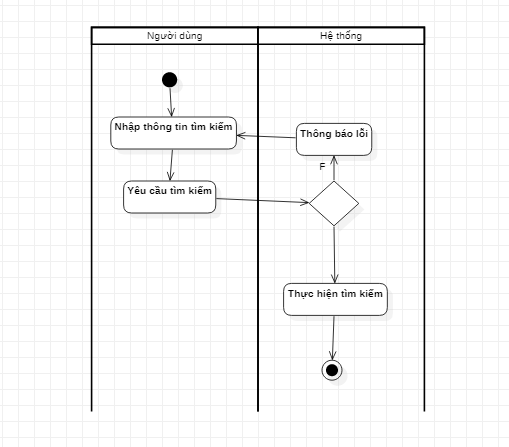 Người dùng
Hệ thống
Nhập thông tin tìm kiếm
Thông báo lỗi
F
Yêu cầu tìm kiếm
Thực hiện tìm kiếm